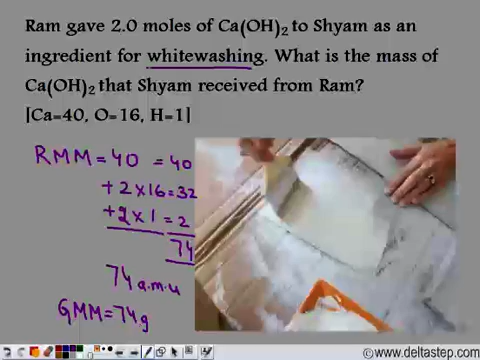 Ram gave 2.0 moles of Ca(OH)₂ to Shyam as an
ingredient for whitewashing. What is the mass of
Ca(OH)₂ that Shyam received from Ram?
[Ca=40, O=16, H=1]
RMM = 40 = 40
+ 2 × 16 = 32
+ 2 × 1 = 2
74
74 a.m.u
GMM = 74g
© www.deltastep.com